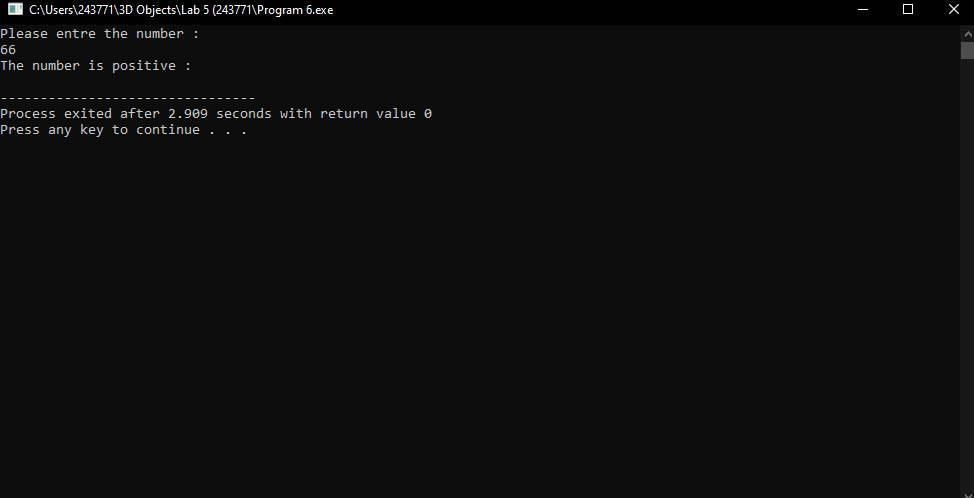 C:\Users\243771\3D Objects\Lab 5 (243771\Program 6.exe
Please entre the number :
66
The number is positive :
--------------------------------
Process exited after 2.909 seconds with return value 0
Press any key to continue . . .